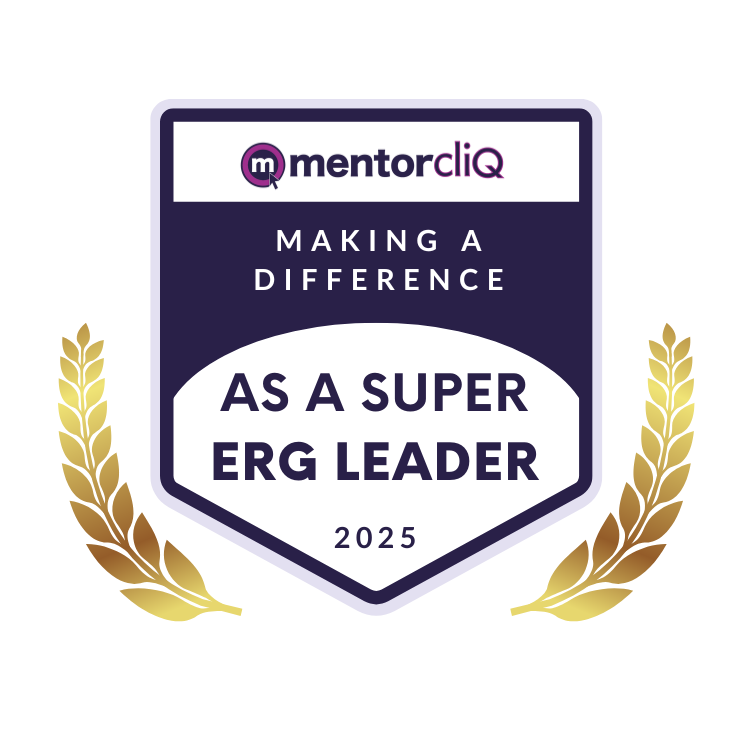 m mentorcliQ
MAKING A
DIFFERENCE
AS A SUPER
ERG LEADER
2025